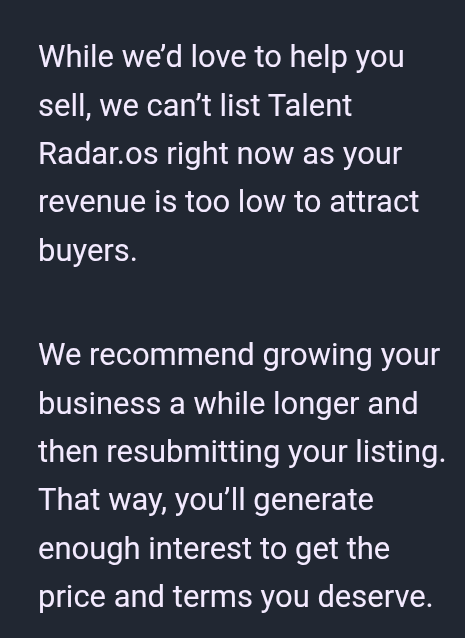 While we’d love to help you
sell, we can’t list Talent
Radar.os right now as your
revenue is too low to attract
buyers.
We recommend growing your
business a while longer and
then resubmitting your listing.
That way, you’ll generate
enough interest to get the
price and terms you deserve.